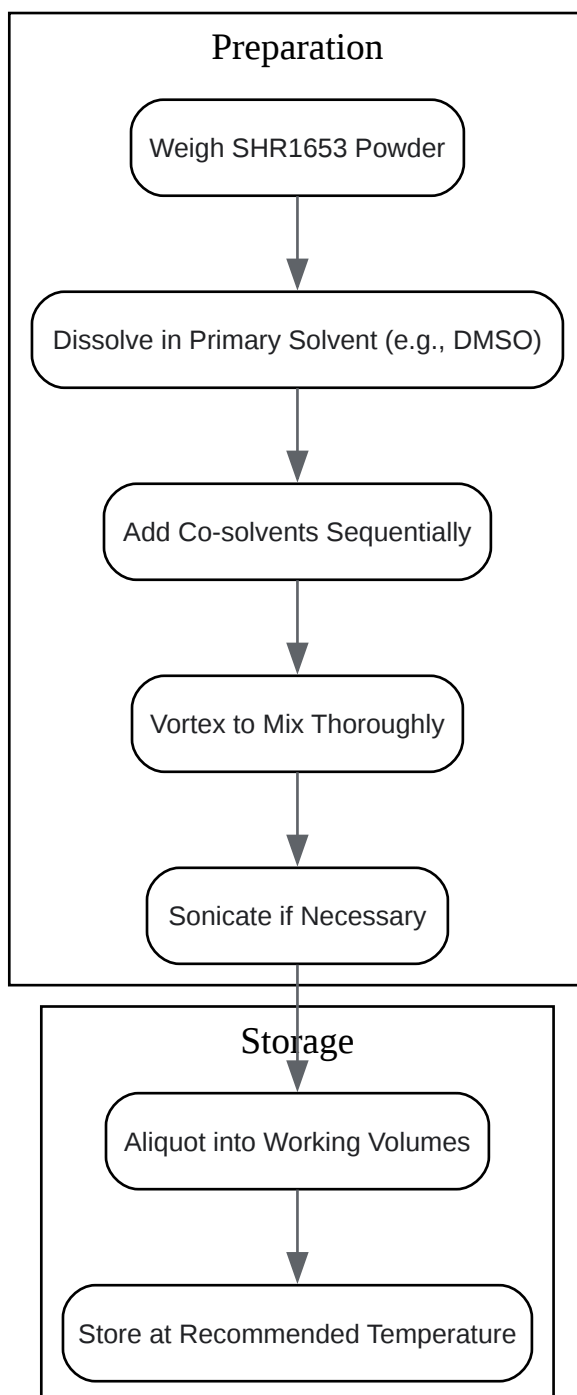 Preparation
Weigh SHR1653 Powder
Dissolve in Primary Solvent (e.g., DMSO)
Add Co-solvents Sequentially
Vortex to Mix Thoroughly
Sonicate if Necessary
Storage
Aliquot into Working Volumes
Store at Recommended Temperature